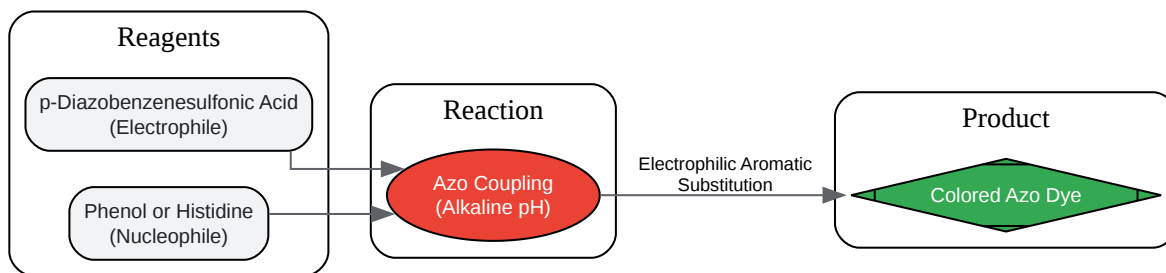 Reagents
p-Diazobenzenesulfonic Acid
(Electrophile)
Phenol or Histidine
(Nucleophile)
Reaction
Azo Coupling
(Alkaline pH)
Electrophilic Aromatic
Substitution
Product
Colored Azo Dye